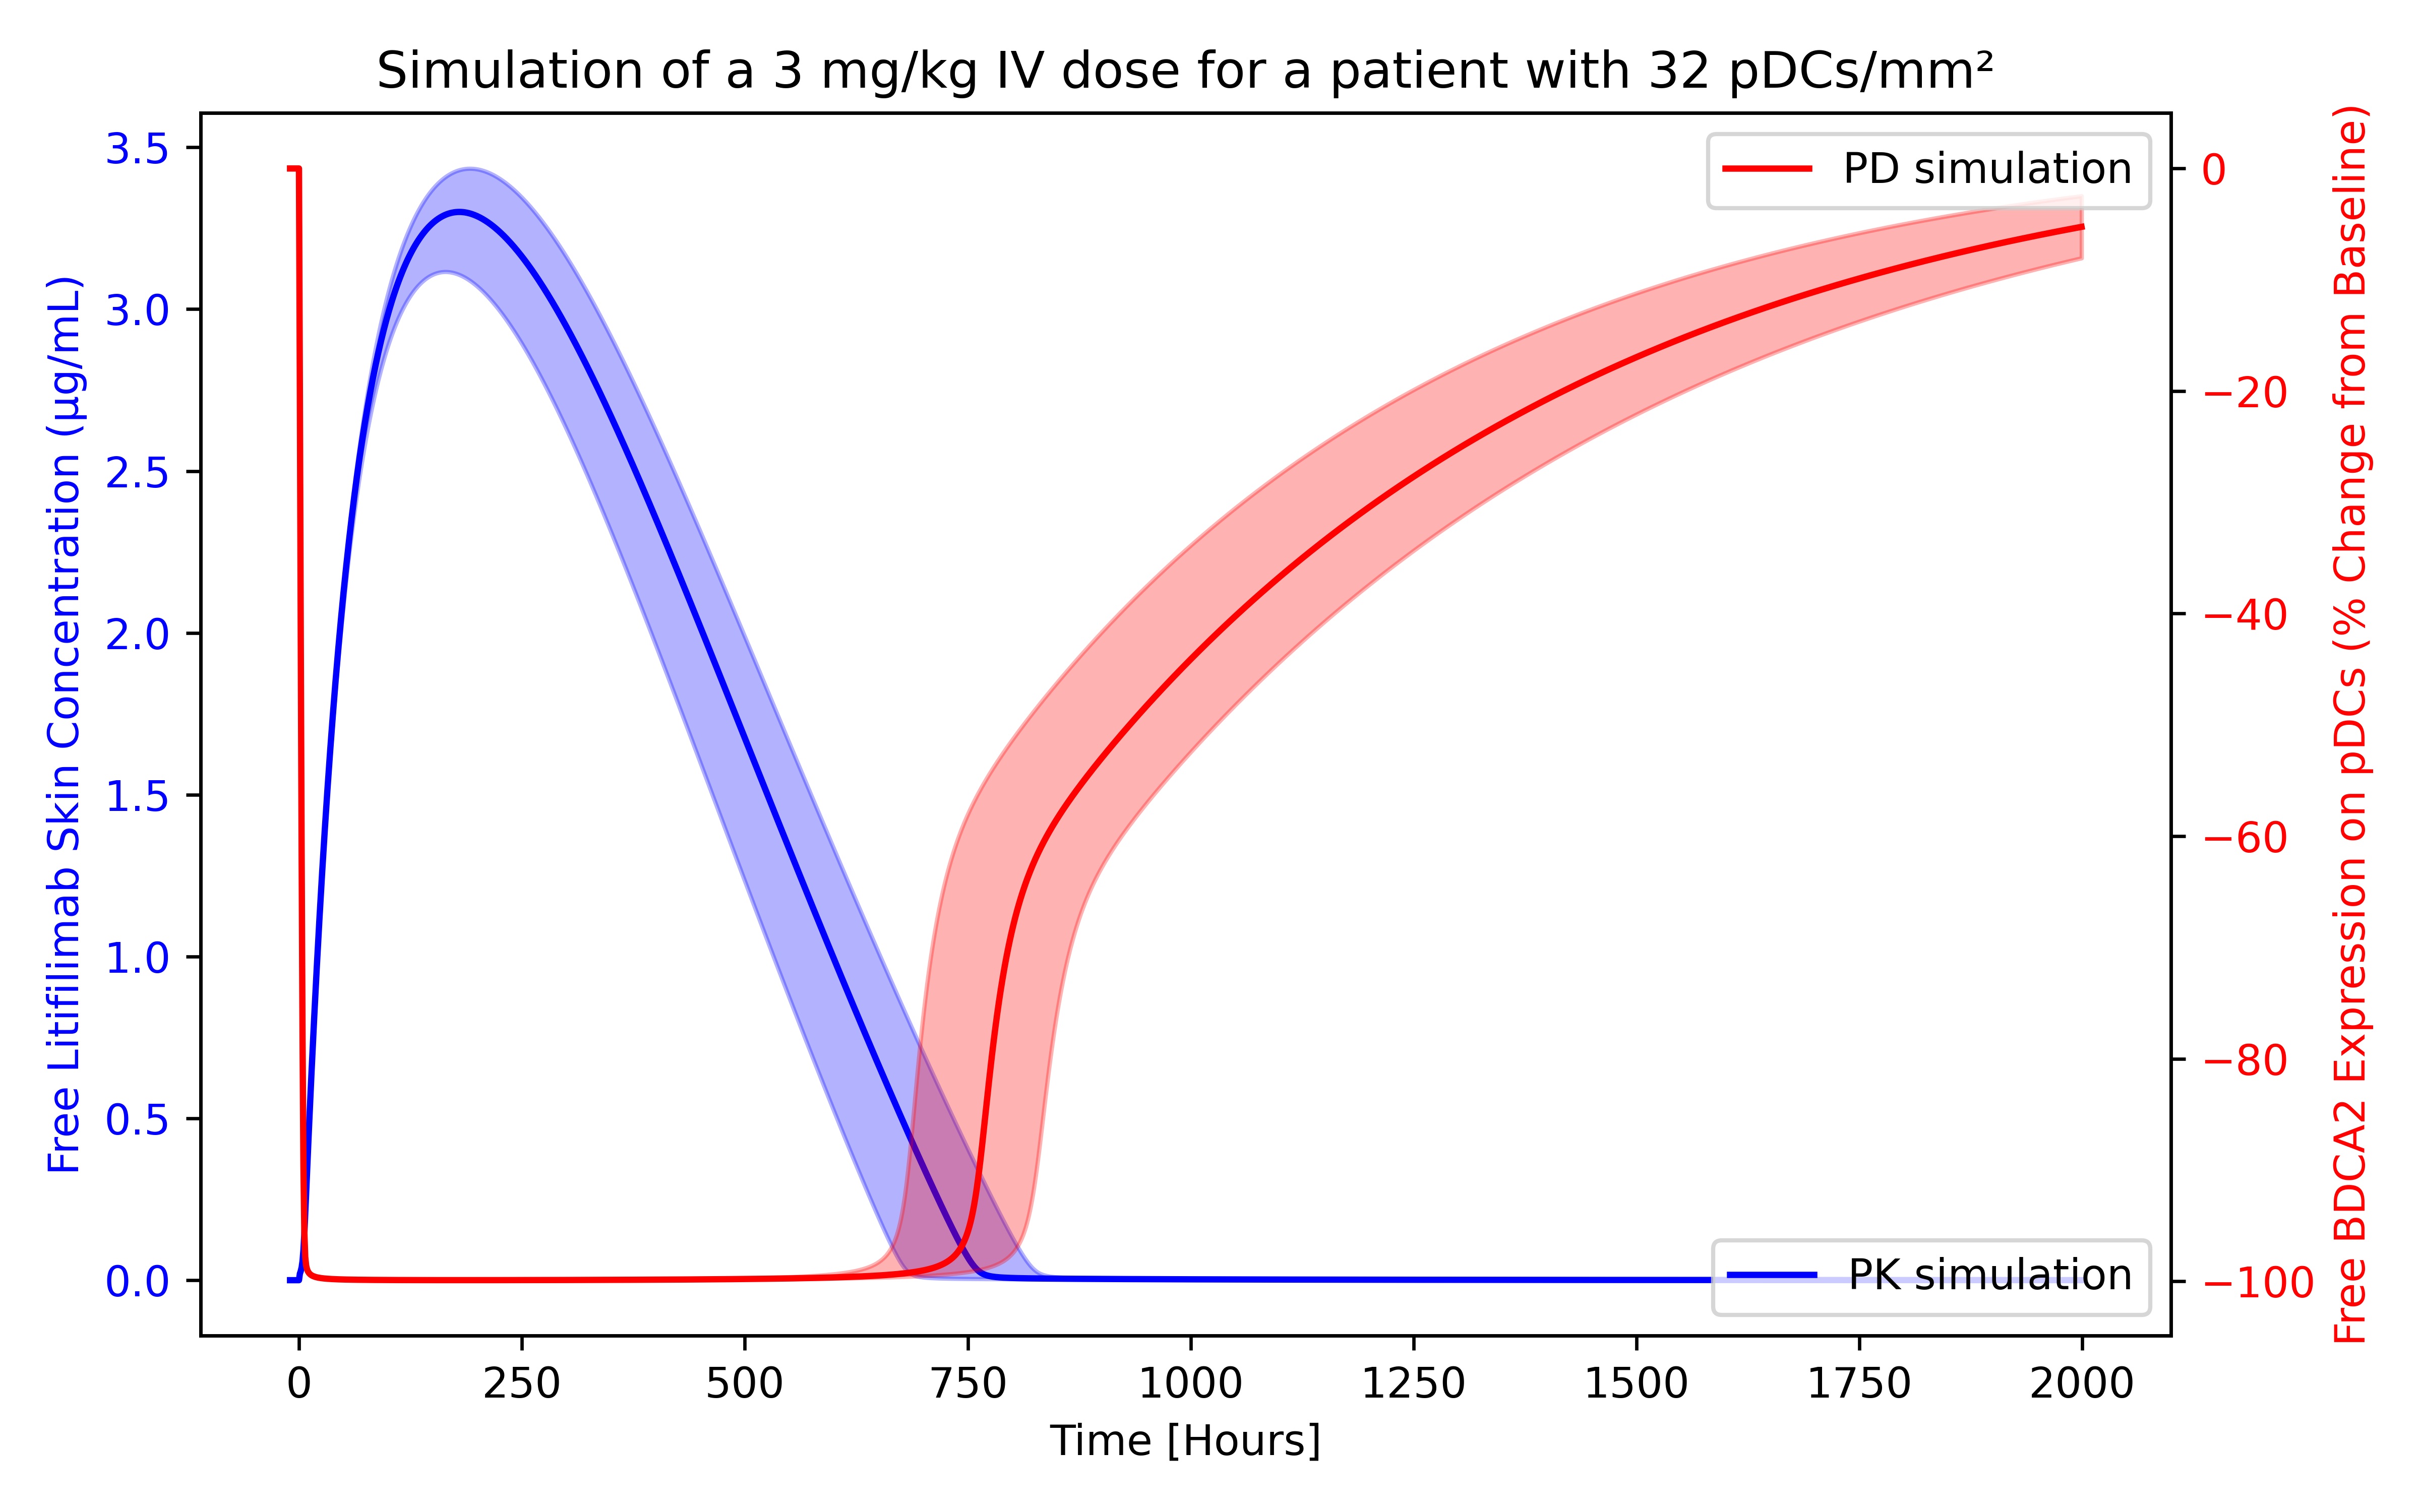 Simulation of a 3 mg/kg IV dose for a patient with 32 pDCs/mm²
Free Litifilimab Skin Concentration (µg/mL)
3.5
3.0
2.5
2.0
1.5
1.0
0.5
0.0
PD simulation
PK simulation
0
−20
−40
−60
−80
−100
Free BDCA2 Expression on pDCs (% Change from Baseline)
0 250 500 750 1000 1250 1500 1750 2000
Time [Hours]